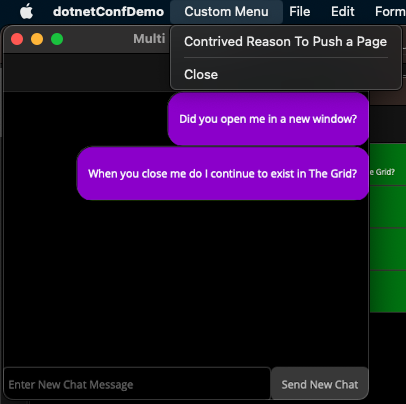 dotnetConfDemo Custom Menu File Edit Form
Multi
Contrived Reason To Push a Page
Close
Did you open me in a new window?
When you close me do I continue to exist in The Grid?
e Grid?
Enter New Chat Message Send New Chat